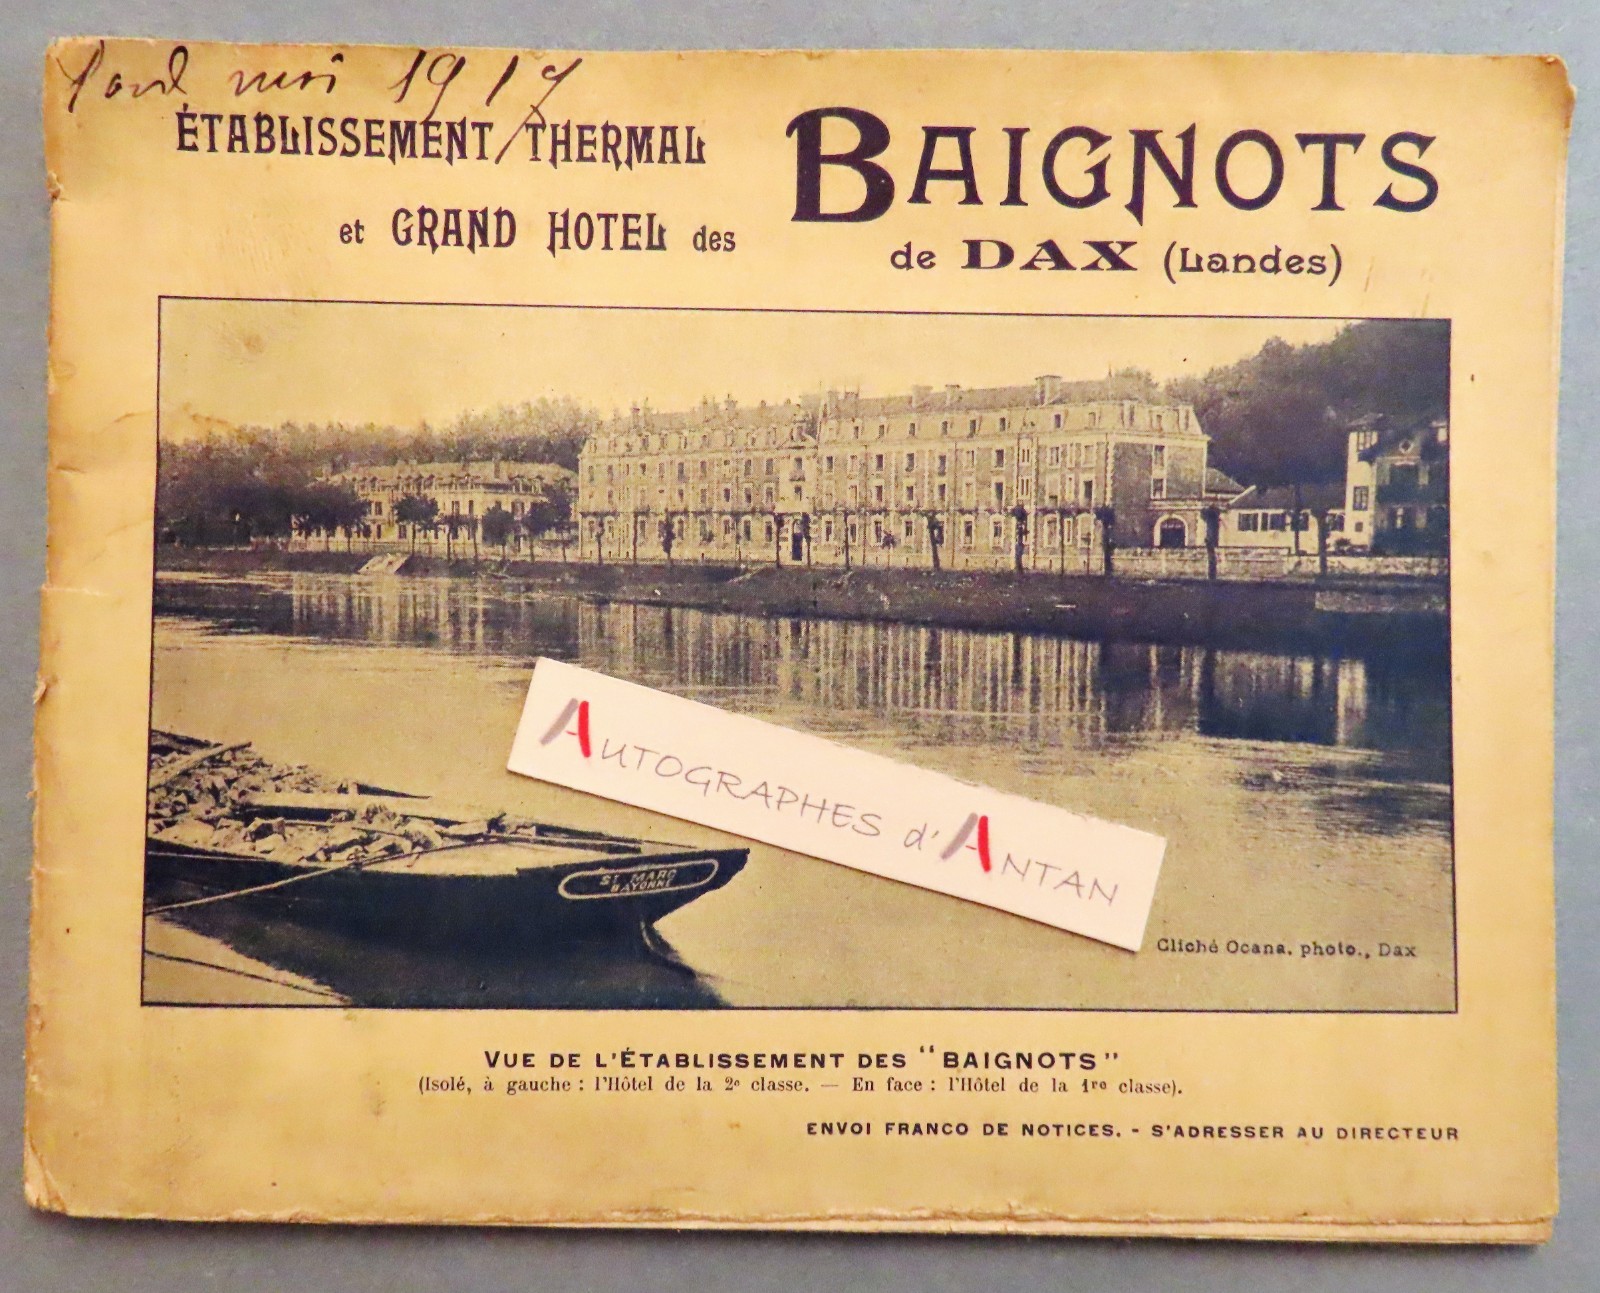 mai 1917
ÉTABLISSEMENT THERMAL
et GRAND HOTEL des
BAIGNOTS
de DAX (Landes)
AUTOGRAPHES d'ANTAN
ST MARC
BAYONNE
Cliché Ocana, photo., Dax
VUE DE L'ÉTABLISSEMENT DES "BAIGNOTS"
(Isolé, à gauche : l'Hôtel de la 2e classe. — En face : l'Hôtel de la 1re classe).
ENVOI FRANCO DE NOTICES. - S'ADRESSER AU DIRECTEUR